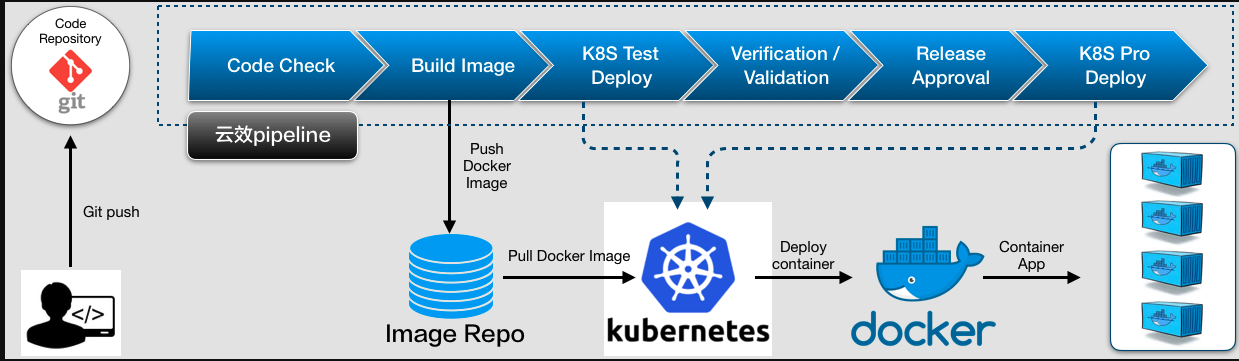 Code
Repository
git
Code Check
Build Image
K8S Test
Deploy
Verification /
Validation
Release
Approval
K8S Pro
Deploy
云效pipeline
Push
Docker
Image
Git push
</>
Pull Docker Image
Deploy
container
Container
App
Image Repo
kubernetes
docker